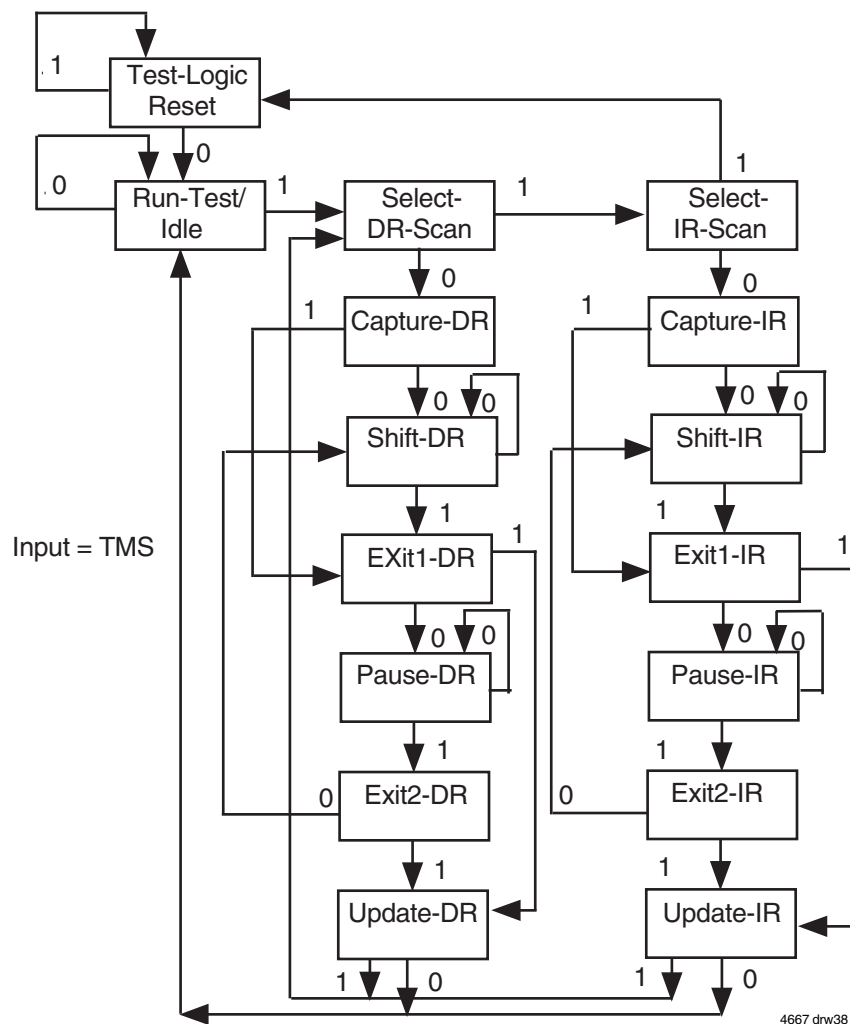 1
Test-Logic
Reset
0
1
0
Run-Test/
Idle
1
Select-
DR-Scan
1
Select-
IR-Scan
0
0
1
Capture-DR
1
Capture-IR
0
0
0
0
Shift-DR
Shift-IR
1
1
Input = TMS
EXit1-DR
1
Exit1-IR
1
0
0
0
0
Pause-DR
Pause-IR
1
1
0
Exit2-DR
0
Exit2-IR
1
1
Update-DR
Update-IR
1
0
1
0
4667 drw38